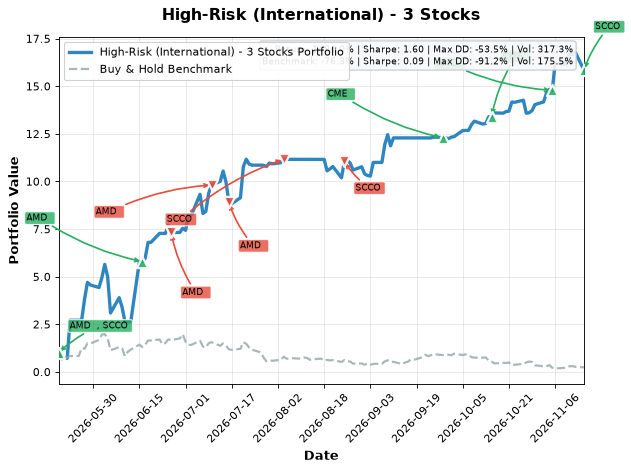 High-Risk (International) - 3 Stocks
SCCO
High-Risk (International) - 3 Stocks Portfolio
Buy & Hold Benchmark
% | Sharpe: 1.60 | Max DD: -53.5% | Vol: 317.3%
Benchmark: -76.3% | Sharpe: 0.09 | Max DD: -91.2% | Vol: 175.5%
CME
AMD
SCCO
AMD
SCCO
AMD
AMD
AMD , SCCO
17.5
15.0
12.5
10.0
7.5
5.0
2.5
0.0
Portfolio Value
2026-05-30
2026-06-15
2026-07-01
2026-07-17
2026-08-02
2026-08-18
2026-09-03
2026-09-19
2026-10-05
2026-10-21
2026-11-06
Date